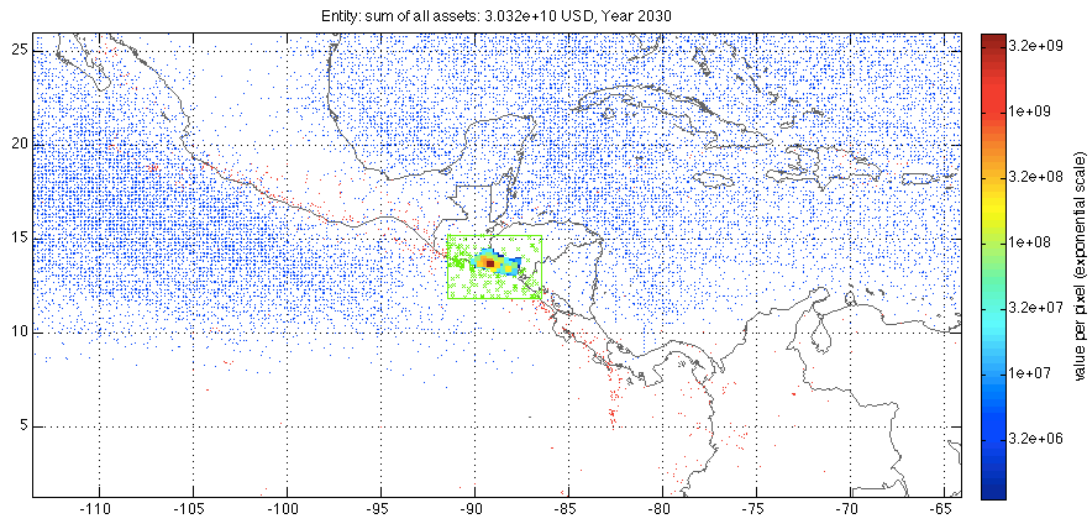 Entity: sum of all assets: 3.032e+10 USD, Year 2030
25
20
15
10
5
-110
-105
-100
-95
-90
-85
-80
-75
-70
-65
3.2e+09
1e+09
3.2e+08
1e+08
3.2e+07
1e+07
3.2e+06
value per pixel (exponential scale)